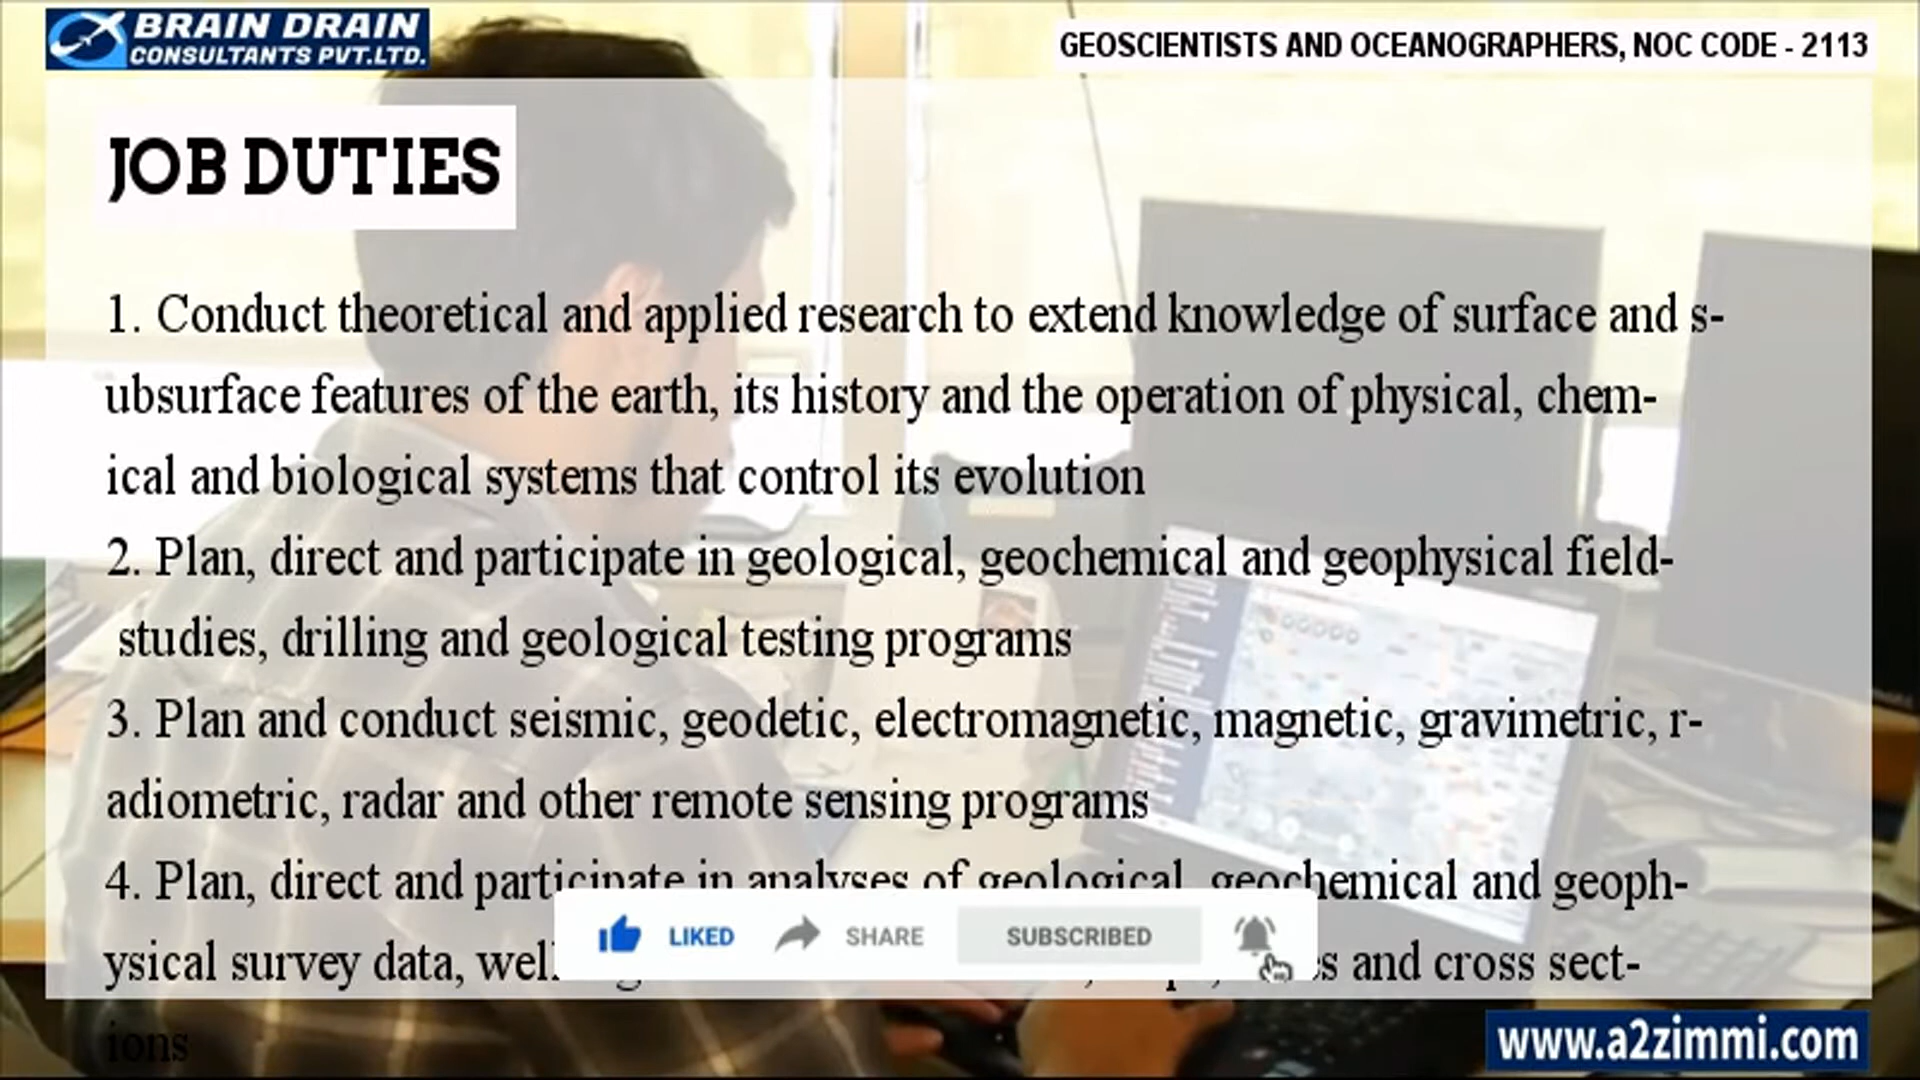 BRAIN DRAIN
CONSULTANTS PVT.LTD.
GEOSCIENTISTS AND OCEANOGRAPHERS, NOC CODE - 2113
JOB DUTIES
1. Conduct theoretical and applied research to extend knowledge of surface and s-
ubsurface features of the earth, its history and the operation of physical, chem-
ical and biological systems that control its evolution
2. Plan, direct and participate in geological, geochemical and geophysical field-
studies, drilling and geological testing programs
3. Plan and conduct seismic, geodetic, electromagnetic, magnetic, gravimetric, r-
adiometric, radar and other remote sensing programs
4. Plan, direct and participate in analyses of geological, geochemical and geoph-
ysical survey data, and cross sect-
ions
LIKED SHARE SUBSCRIBED
www.a2zimmi.com